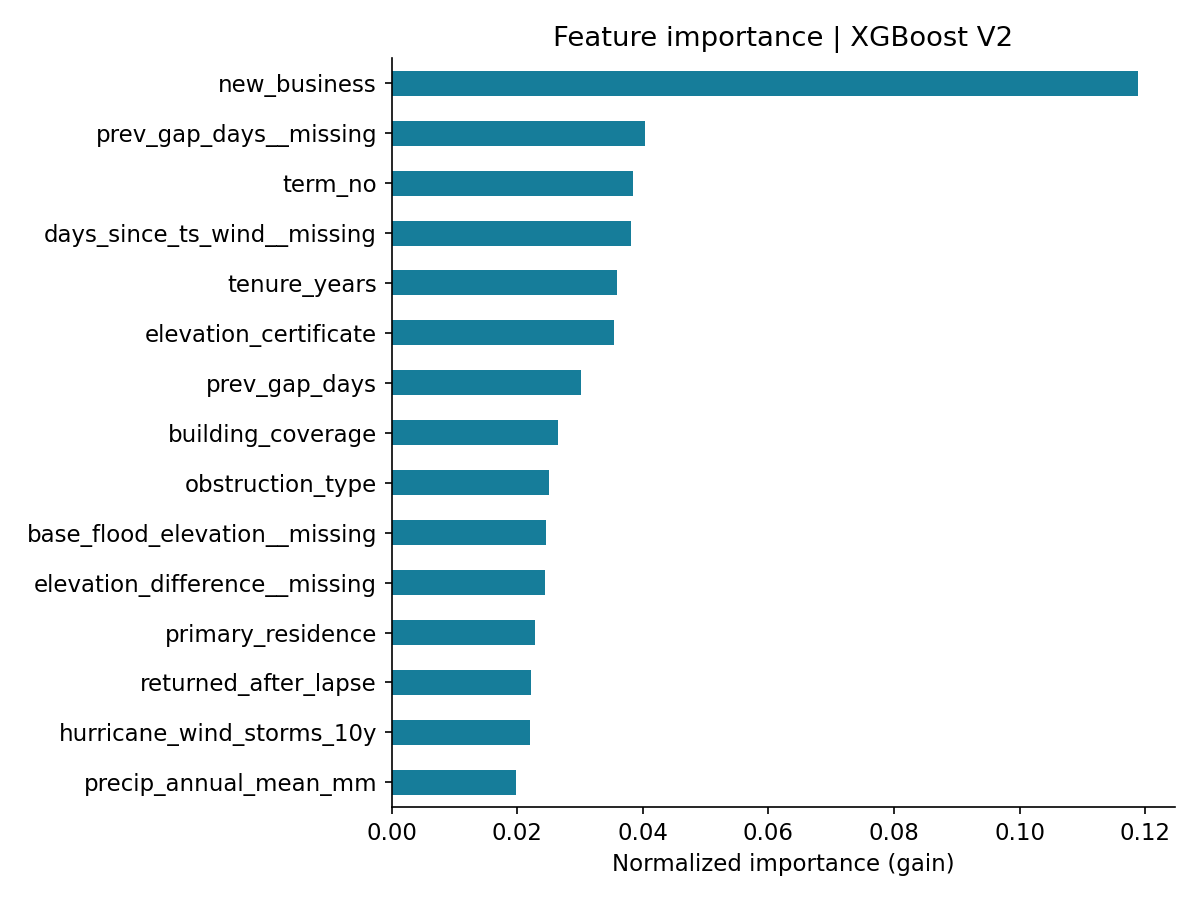 Feature importance | XGBoost V2
new_business
prev_gap_days__missing
term_no
days_since_ts_wind__missing
tenure_years
elevation_certificate
prev_gap_days
building_coverage
obstruction_type
base_flood_elevation__missing
elevation_difference__missing
primary_residence
returned_after_lapse
hurricane_wind_storms_10y
precip_annual_mean_mm
0.00 0.02 0.04 0.06 0.08 0.10 0.12
Normalized importance (gain)